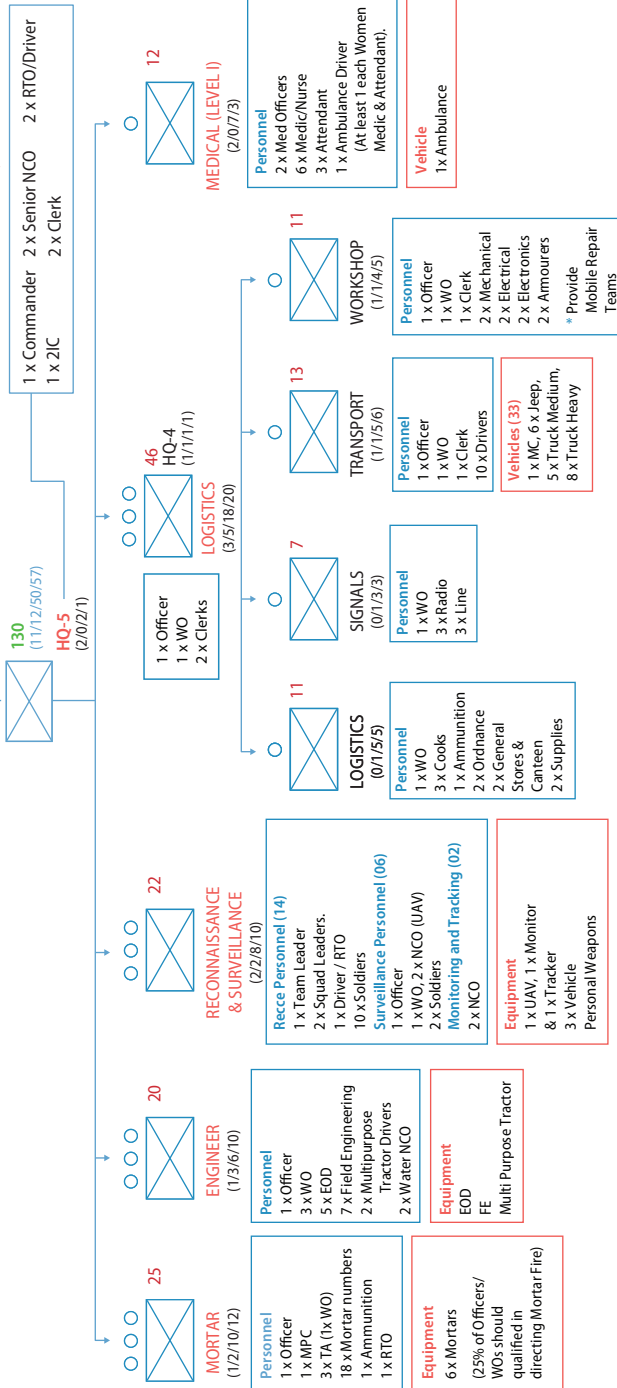 130
(11/12/50/57)
HQ-5
(2/0/2/1)
1 x Commander 2 x Senior NCO 2 x RTO/Driver
1 x 2IC 2 x Clerk
25
MORTAR
(1/2/10/12)
Personnel
1 x Officer
1 x MPC
3 x TA (1x WO)
18 x Mortar numbers
1 x Ammunition
1 x RTO
Equipment
6 x Mortars
(25% of Officers/
WOs should
qualified in
directing Mortar Fire)
20
ENGINEER
(1/3/6/10)
Personnel
1 x Officer
3 x WO
5 x EOD
7 x Field Engineering
2 x Multipurpose
Tractor Drivers
2 x Water NCO
Equipment
EOD
FE
Multi Purpose Tractor
22
RECONNAISSANCE
& SURVEILLANCE
(2/2/8/10)
Recce Personnel (14)
1 x Team Leader
2 x Squad Leaders.
1 x Driver / RTO
10 x Soldiers
Surveillance Personnel (06)
1 x Officer
1 x WO, 2 x NCO (UAV)
2 x Soldiers
Monitoring and Tracking (02)
2 x NCO
Equipment
1 x UAV, 1 x Monitor
& 1 x Tracker
3 x Vehicle
Personal Weapons
46
HQ-4
(1/1/1/1)
LOGISTICS
(3/5/18/20)
1 x Officer
1 x WO
2 x Clerks
11
LOGISTICS
(0/1/5/5)
Personnel
1 x WO
3 x Cooks
1 x Ammunition
2 x Ordnance
2 x General
Stores &
Canteen
2 x Supplies
7
SIGNALS
(0/1/3/3)
Personnel
1 x WO
3 x Radio
3 x Line
13
TRANSPORT
(1/1/5/6)
Personnel
1 x Officer
1 x WO
1 x Clerk
10 x Drivers
Vehicles (33)
1 x MC, 6 x Jeep,
5 x Truck Medium,
8 x Truck Heavy
11
WORKSHOP
(1/1/4/5)
Personnel
1 x Officer
1 x WO
1 x Clerk
2 x Mechanical
2 x Electrical
2 x Electronics
2 x Armourers
* Provide
Mobile Repair
Teams
12
MEDICAL (LEVEL I)
(2/0/7/3)
Personnel
2 x Med Officers
6 x Medic/Nurse
3 x Attendant
1 x Ambulance Driver
(At least 1 each Women
Medic & Attendant).
Vehicle
1 x Ambulance